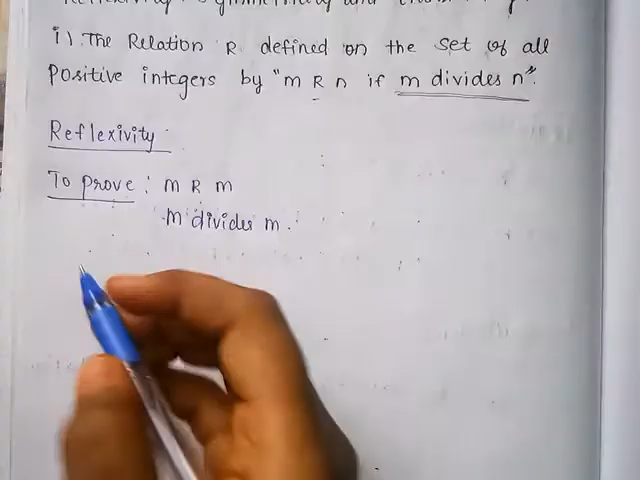 i) The Relation R defined on the set of all
Positive integers by "m R n if m divides n".
Reflexivity
To prove : m R m
m divides m.